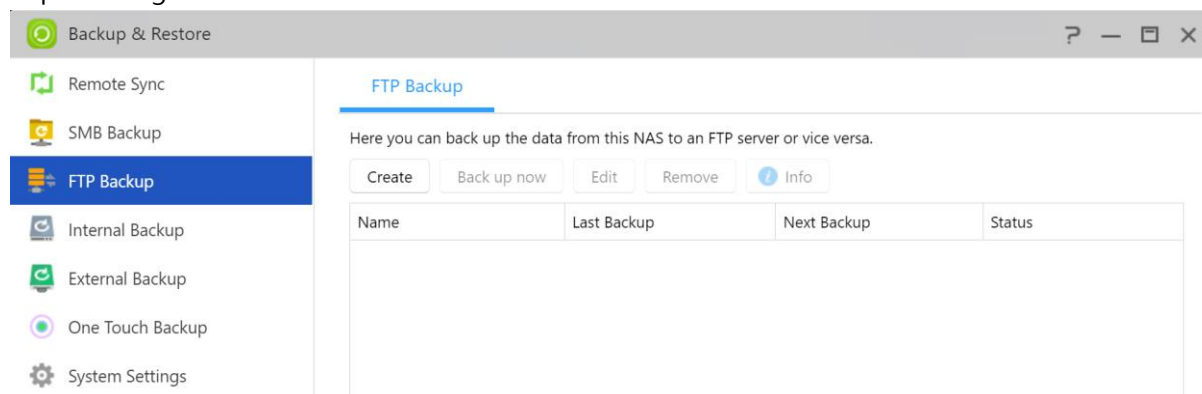 Backup & Restore
Remote Sync
SMB Backup
FTP Backup
Internal Backup
External Backup
One Touch Backup
System Settings
FTP Backup
Here you can back up the data from this NAS to an FTP server or vice versa.
Create Back up now Edit Remove Info
Name Last Backup Next Backup Status